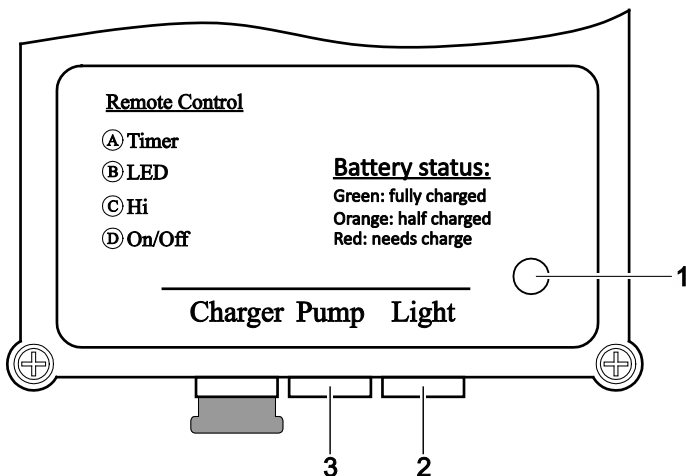 Remote Control
Ⓐ Timer
Ⓑ LED
Ⓒ Hi
Ⓓ On/Off
Battery status:
Green: fully charged
Orange: half charged
Red: needs charge
1
Charger Pump Light
3 2